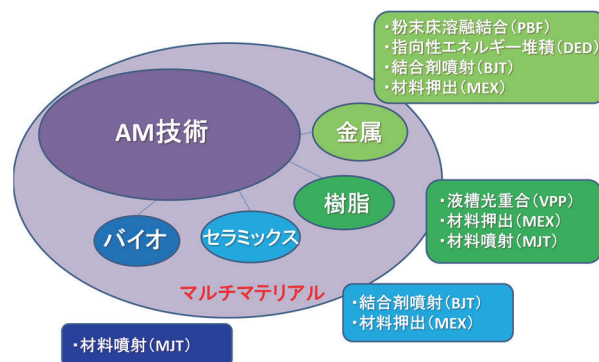 ・粉末床溶融結合(PBF)
・指向性エネルギー堆積(DED)
・結合剤噴射(BJT)
・材料押出(MEX)
AM技術
金属
樹脂
・液槽光重合(VPP)
・材料押出(MEX)
・材料噴射(MJT)
バイオ
セラミックス
マルチマテリアル
・結合剤噴射(BJT)
・材料押出(MEX)
・材料噴射(MJT)